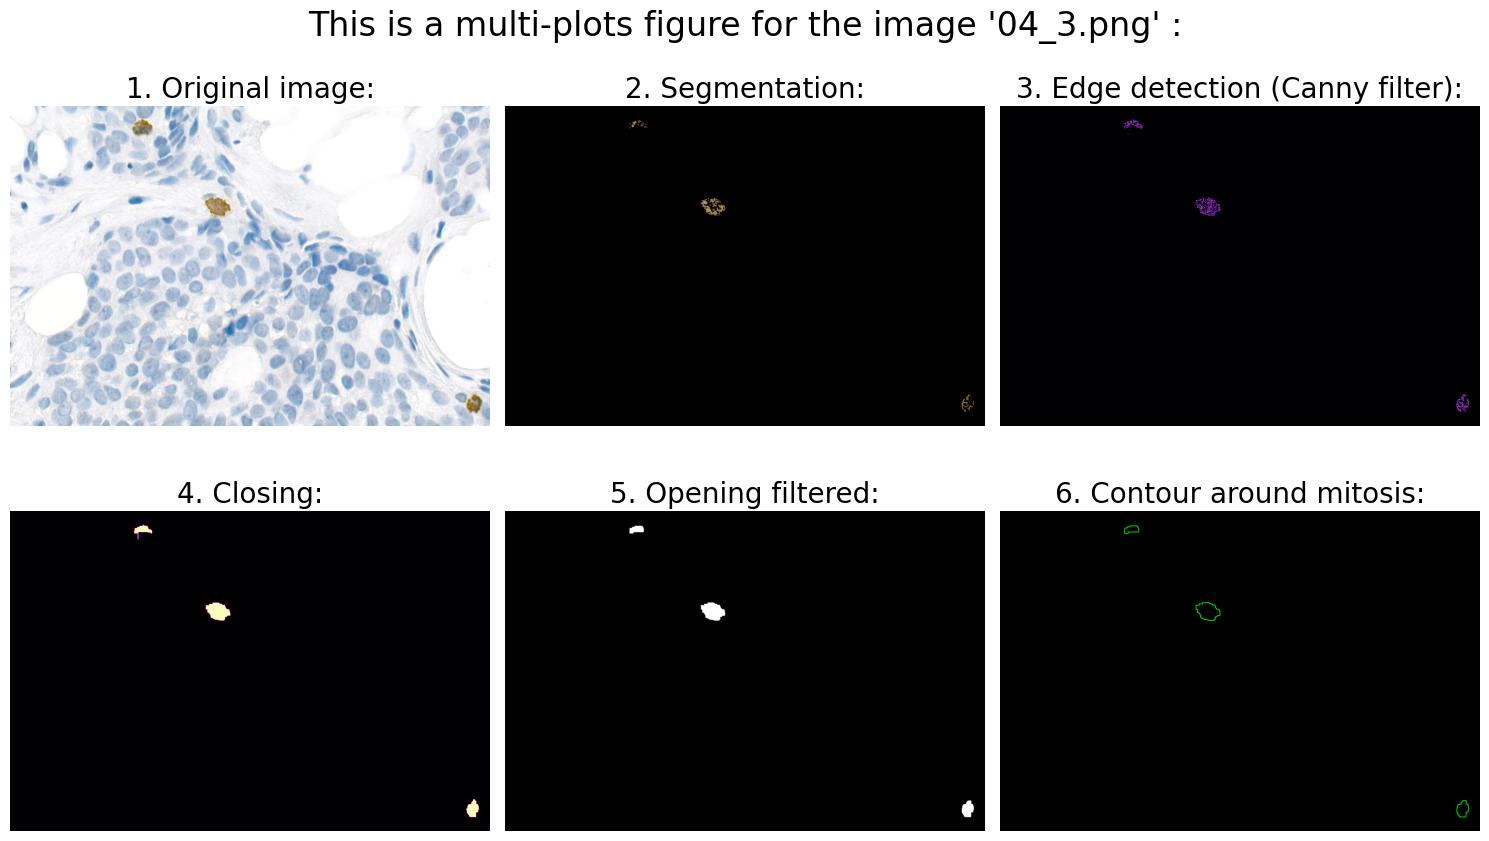 This is a multi-plots figure for the image '04_3.png' :
1. Original image:
2. Segmentation:
3. Edge detection (Canny filter):
4. Closing:
5. Opening filtered:
6. Contour around mitosis: